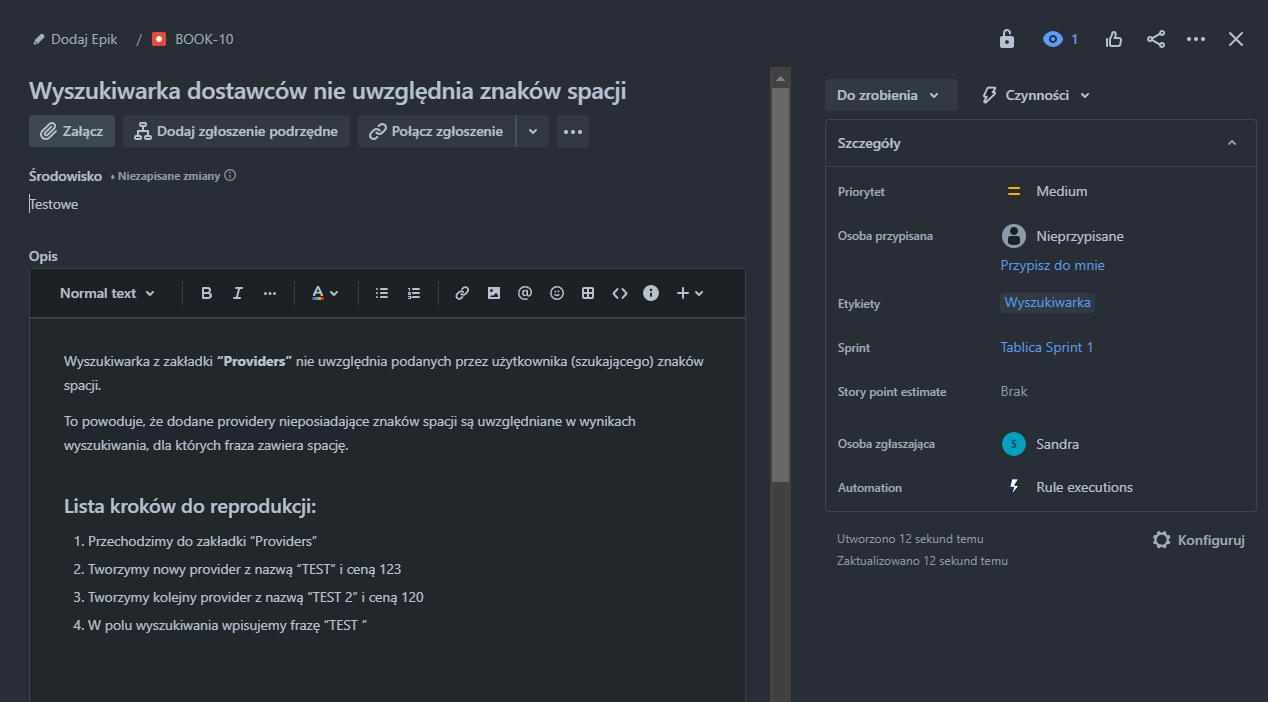 Dodaj Epik / BOOK-10
1
Wyszukiwarka dostawców nie uwzględnia znaków spacji
Załącz
Dodaj zgłoszenie podrzędne
Połącz zgłoszenie
Środowisko • Niezapisane zmiany
Testowe
Opis
Normal text
B
I
A
Wyszukiwarka z zakładki “Providers” nie uwzględnia podanych przez użytkownika (szukającego) znaków
spacji.
To powoduje, że dodane providery nieposiadające znaków spacji są uwzględniane w wynikach
wyszukiwania, dla których fraza zawiera spację.
Lista kroków do reprodukcji:
1. Przechodzimy do zakładki “Providers”
2. Tworzymy nowy provider z nazwą “TEST” i ceną 123
3. Tworzymy kolejny provider z nazwą “TEST 2” i ceną 120
4. W polu wyszukiwania wpisujemy frazę “TEST ”
Do zrobienia
Czynności
Szczegóły
Priorytet
Medium
Osoba przypisana
Nieprzypisane
Przypisz do mnie
Etykiety
Wyszukiwarka
Sprint
Tablica Sprint 1
Story point estimate
Brak
Osoba zgłaszająca
S
Sandra
Automation
Rule executions
Utworzono 12 sekund temu
Zaktualizowano 12 sekund temu
Konfiguruj